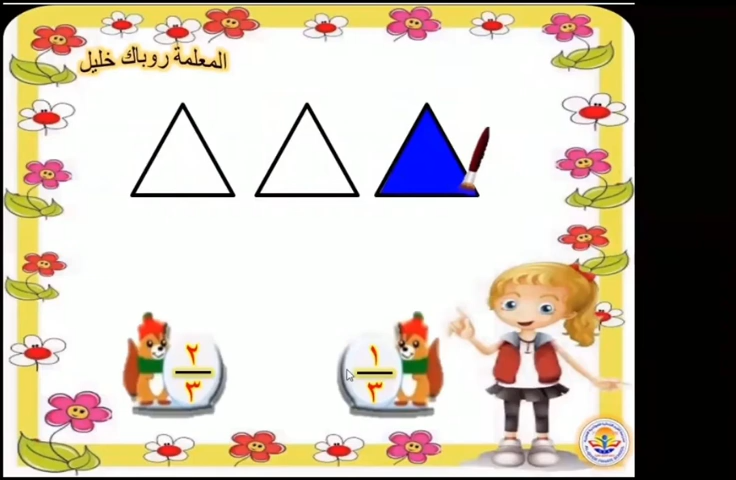 المعلمة روباك خليل
١
٣
٢
٣